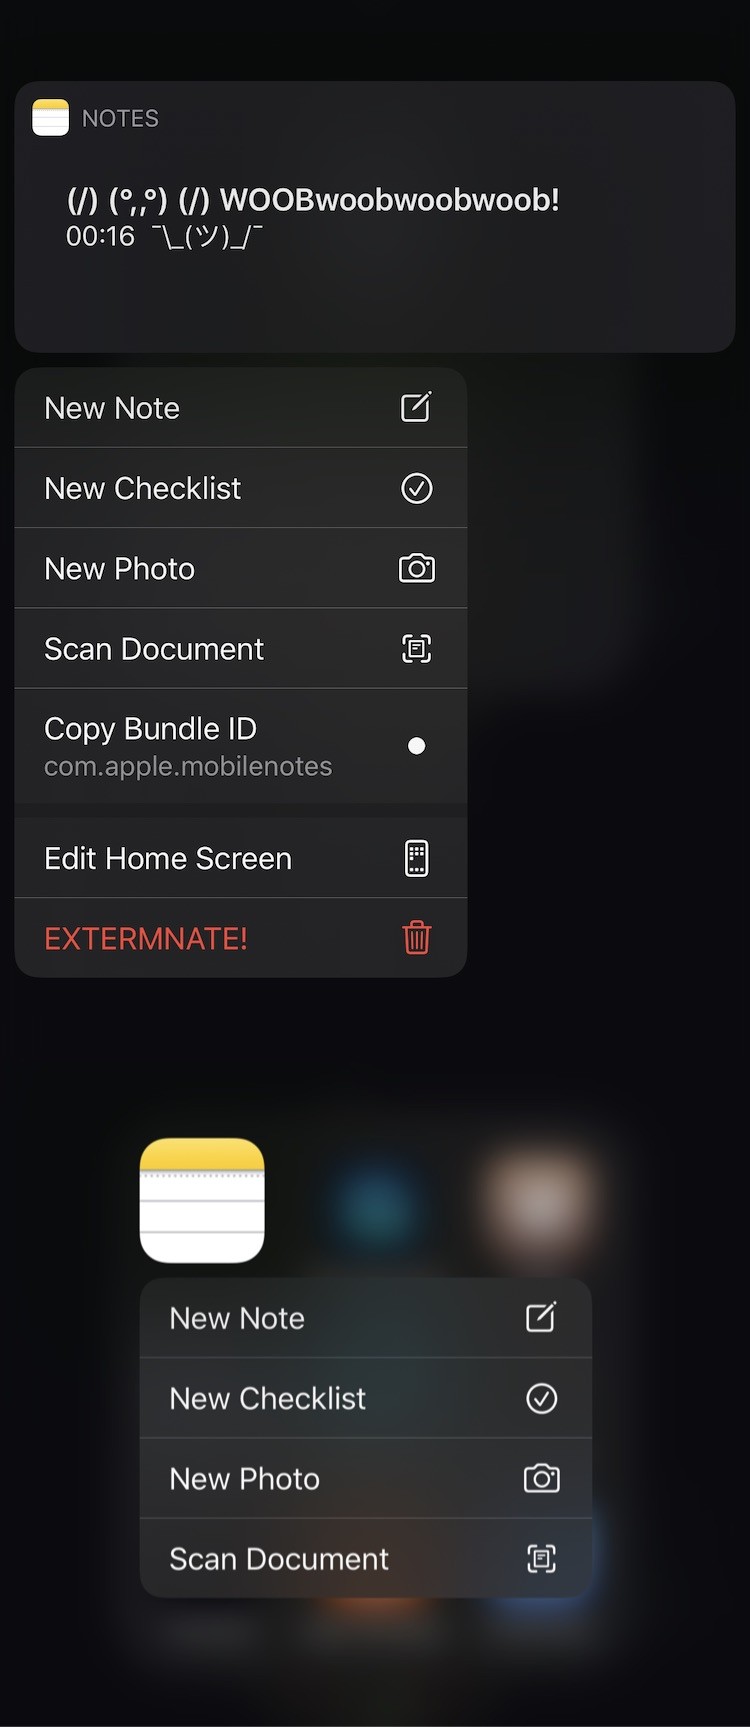 NOTES
(/) (°,,°) (/) WOOBwoobwoobwoob!
00:16 ¯\_(ツ)_/¯
New Note
New Checklist
New Photo
Scan Document
Copy Bundle ID
com.apple.mobilenotes
Edit Home Screen
EXTERMNATE!
New Note
New Checklist
New Photo
Scan Document